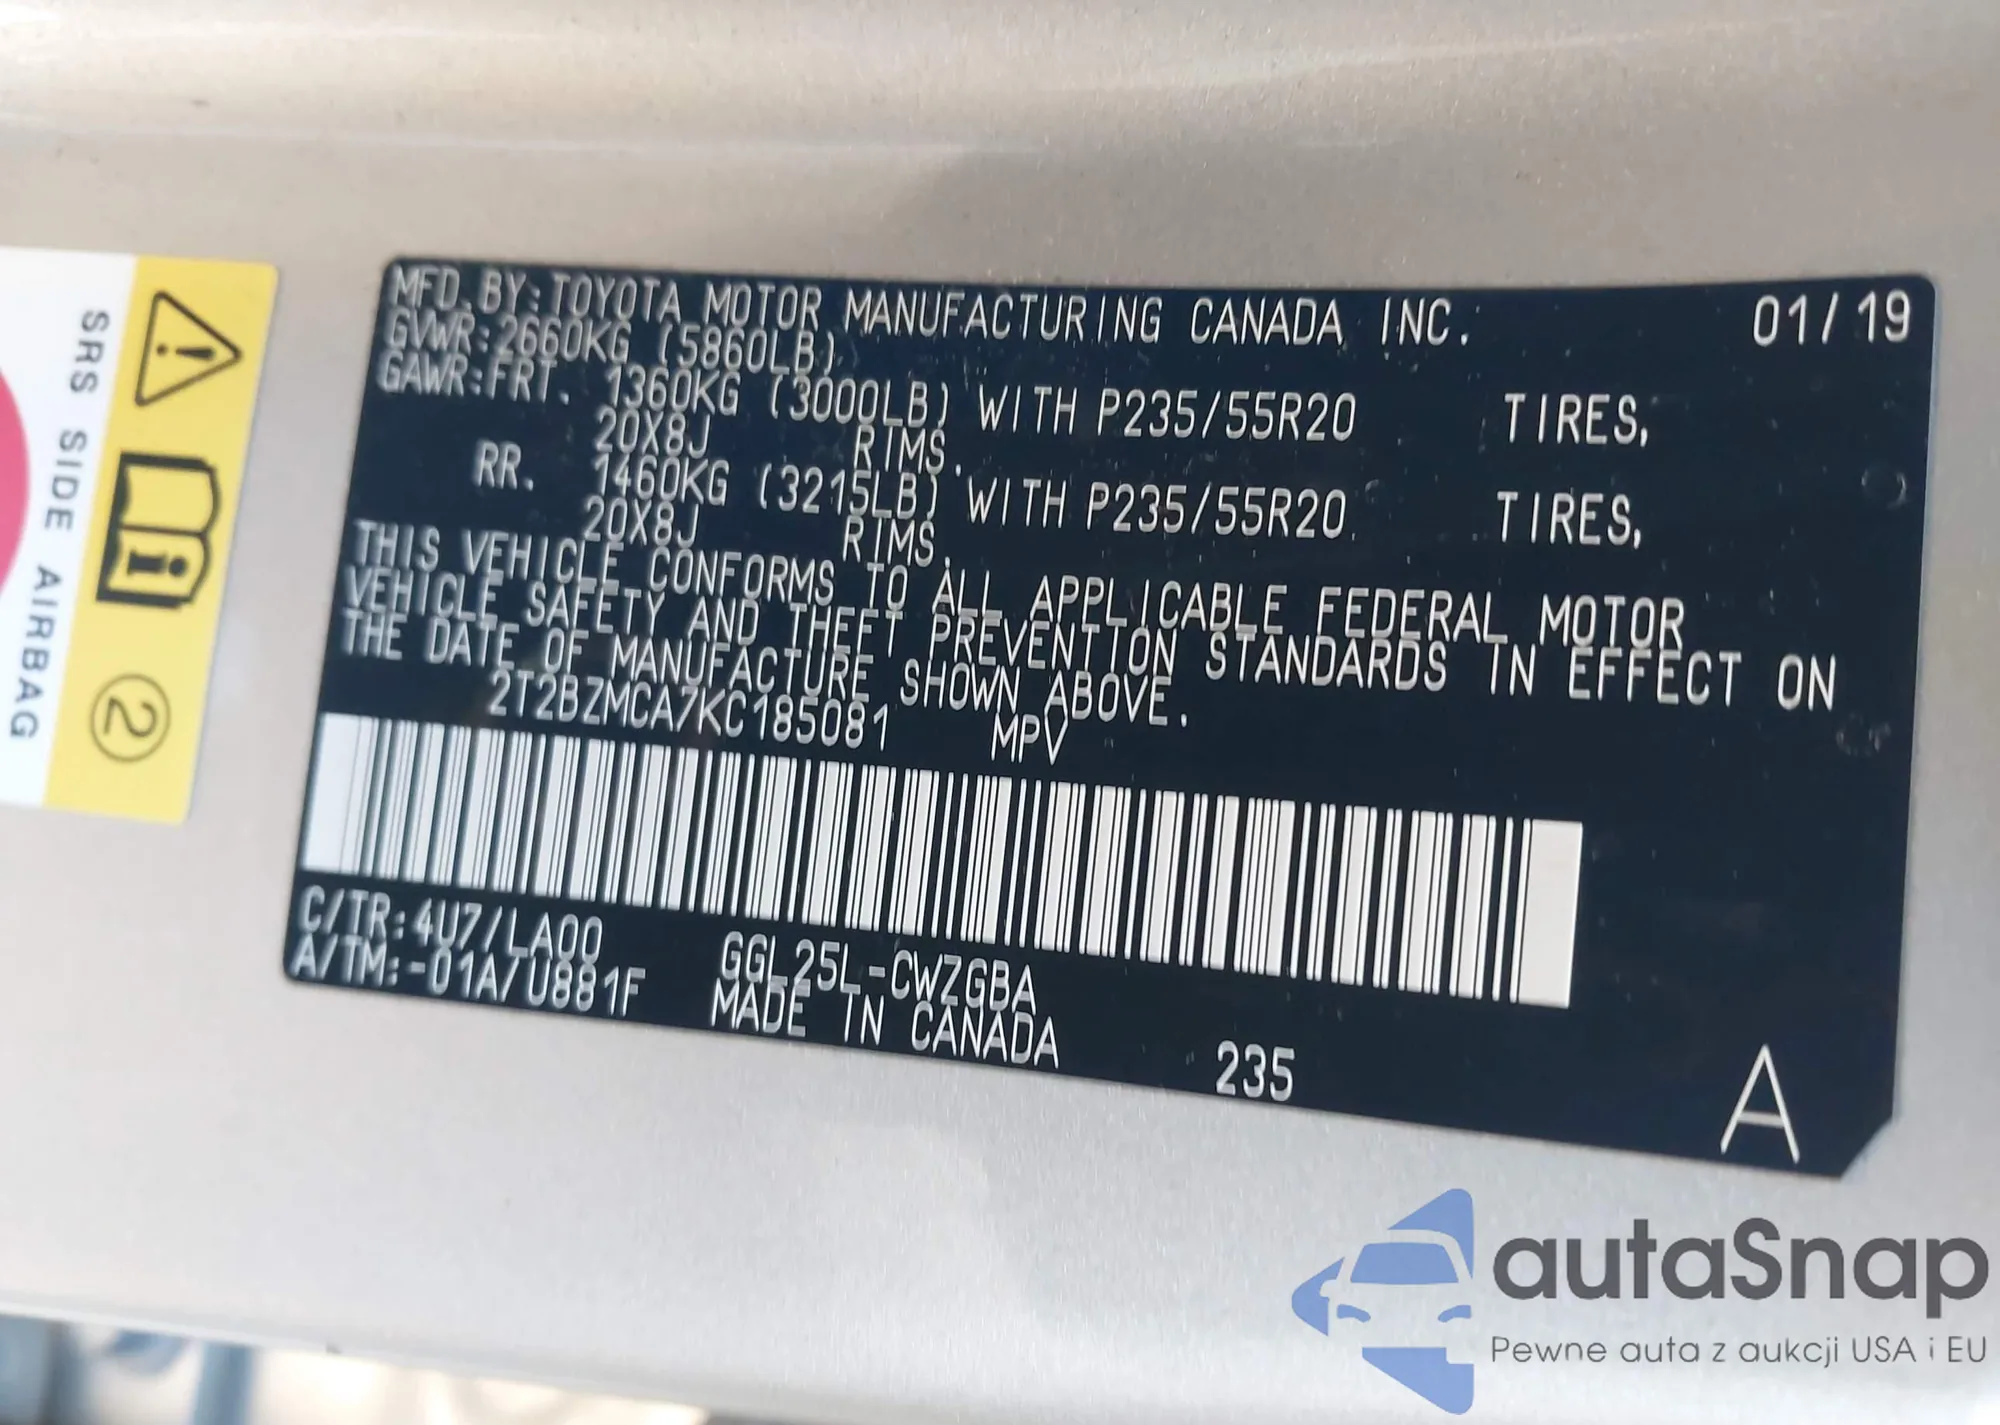 MFD. BY: TOYOTA MOTOR MANUFACTURING CANADA INC. 01/19
GVWR: 2660KG (5860LB)
GAWR: FRT. 1360KG (3000LB) WITH P235/55R20 TIRES,
20X8J RIMS.
RR. 1460KG (3215LB) WITH P235/55R20 TIRES,
20X8J RIMS.
THIS VEHICLE CONFORMS TO ALL APPLICABLE FEDERAL MOTOR
VEHICLE SAFETY AND THEFT PREVENTION STANDARDS IN EFFECT ON
THE DATE OF MANUFACTURE SHOWN ABOVE.
2T2BZMCA7KC185081 MPV
C/TR: 4U7/LA00 GGL25L-CWZGBA
A/TM: -01A/U881F MADE IN CANADA 235 A
SRS SIDE AIRBAG
2
autaSnap
Pewne auta z aukcji USA i EU